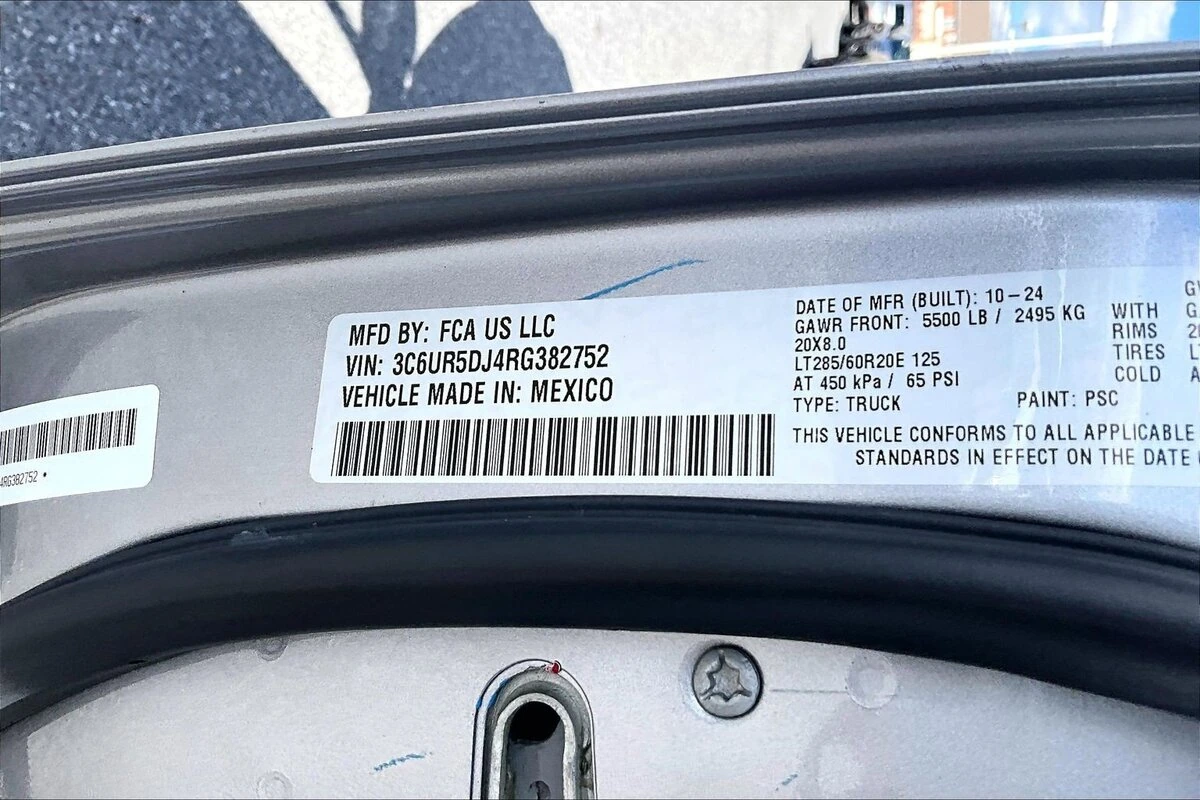 MFD BY: FCA US LLC
VIN: 3C6UR5DJ4RG382752
VEHICLE MADE IN: MEXICO
DATE OF MFR (BUILT): 10-24
GAWR FRONT: 5500 LB / 2495 KG WITH
20X8.0 RIMS
LT285/60R20E 125 TIRES
AT 450 kPa / 65 PSI COLD
TYPE: TRUCK PAINT: PSC
THIS VEHICLE CONFORMS TO ALL APPLICABLE
STANDARDS IN EFFECT ON THE DATE
4RG382752